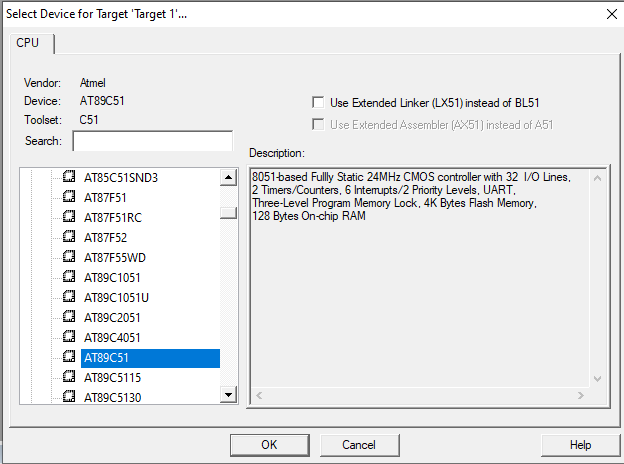 Select Device for Target 'Target 1'...
CPU
Vendor: Atmel
Device: AT89C51
Toolset: C51
Search:
Use Extended Linker (LX51) instead of BL51
Use Extended Assembler (AX51) instead of A51
AT85C51SND3
AT87F51
AT87F51RC
AT87F52
AT87F55WD
AT89C1051
AT89C1051U
AT89C2051
AT89C4051
AT89C51
AT89C5115
AT89C5130
Description:
8051-based Fullly Static 24MHz CMOS controller with 32 I/O Lines,
2 Timers/Counters, 6 Interrupts/2 Priority Levels, UART,
Three-Level Program Memory Lock, 4K Bytes Flash Memory,
128 Bytes On-chip RAM
OK
Cancel
Help